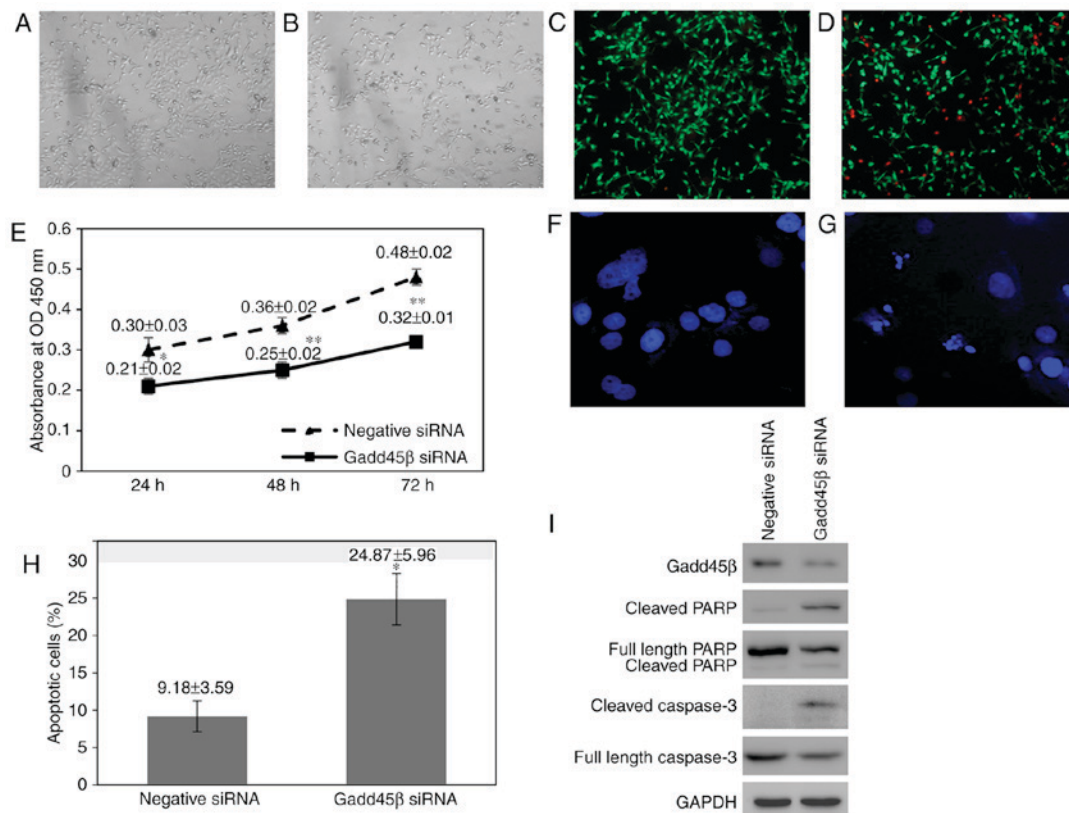 A
B
C
D
E
Absorbance at OD 450 nm
0.6
0.5
0.4
0.3
0.2
0.1
0
0.30±0.03
0.36±0.02
0.48±0.02
*
**
**
0.21±0.02
0.25±0.02
0.32±0.01
Negative siRNA
Gadd45β siRNA
24 h
48 h
72 h
F
G
H
Apoptotic cells (%)
30
25
20
15
10
5
0
9.18±3.59
24.87±5.96
*
Negative siRNA
Gadd45β siRNA
I
Negative siRNA
Gadd45β siRNA
Gadd45β
Cleaved PARP
Full length PARP
Cleaved PARP
Cleaved caspase-3
Full length caspase-3
GAPDH